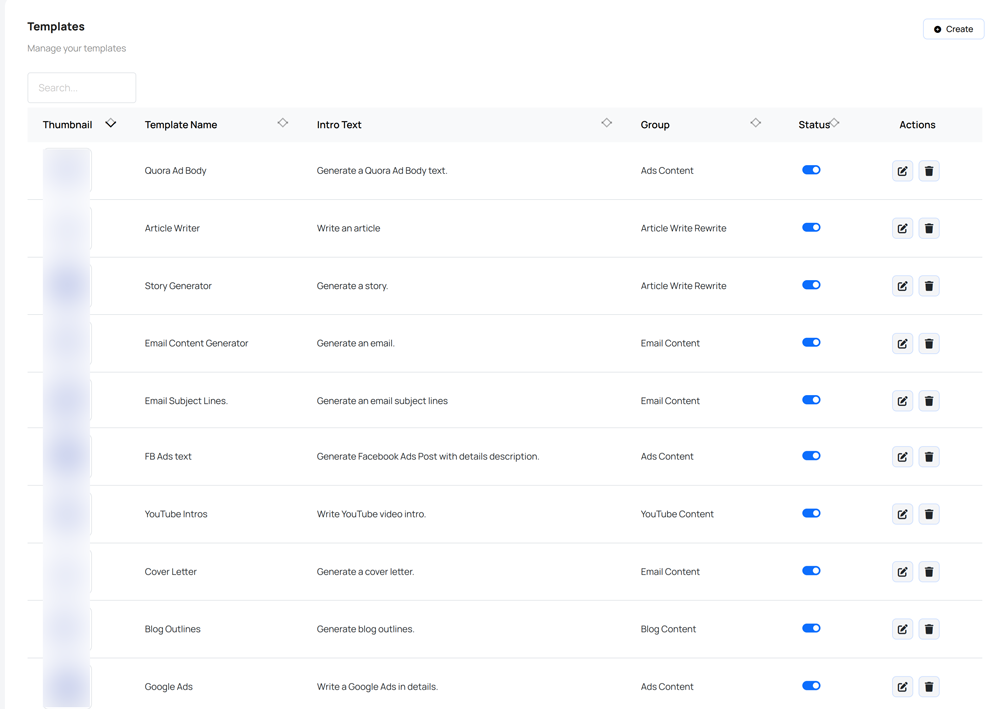 Templates
Create
Manage your templates
Search...
Thumbnail Template Name Intro Text Group Status Actions
Quora Ad Body Generate a Quora Ad Body text. Ads Content
Article Writer Write an article Article Write Rewrite
Story Generator Generate a story. Article Write Rewrite
Email Content Generator Generate an email. Email Content
Email Subject Lines. Generate an email subject lines Email Content
FB Ads text Generate Facebook Ads Post with details description. Ads Content
YouTube Intros Write YouTube video intro. YouTube Content
Cover Letter Generate a cover letter. Email Content
Blog Outlines Generate blog outlines. Blog Content
Google Ads Write a Google Ads in details. Ads Content